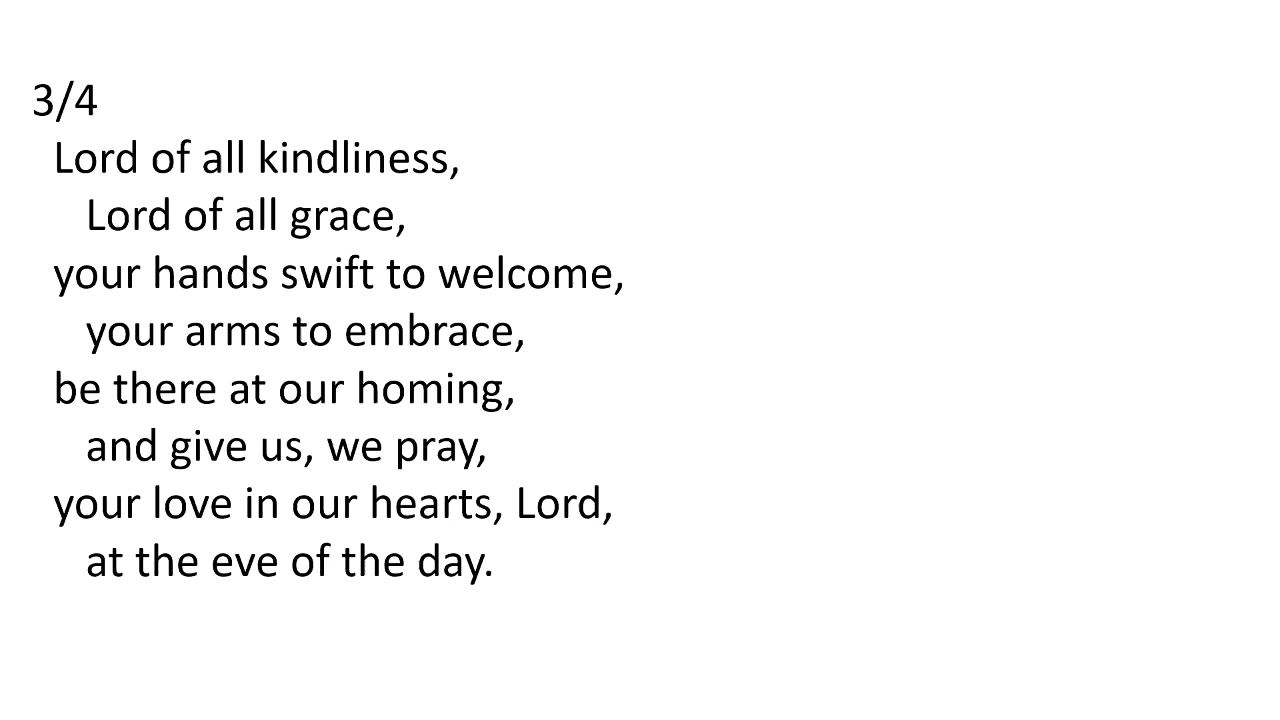 3/4
Lord of all kindliness,
Lord of all grace,
your hands swift to welcome,
your arms to embrace,
be there at our homing,
and give us, we pray,
your love in our hearts, Lord,
at the eve of the day.